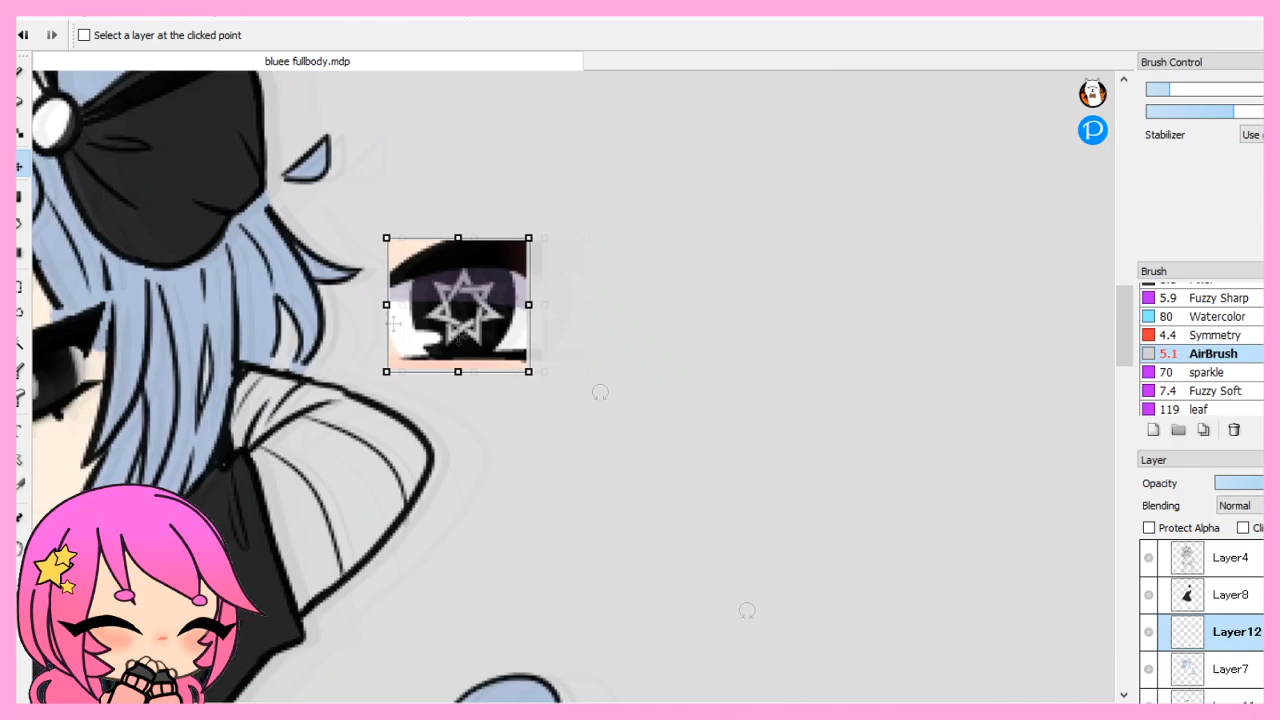 Select a layer at the clicked point
bluee fullbody.mdp
Brush Control
Stabilizer
Use
Brush
5.9 Fuzzy Sharp
80 Watercolor
4.4 Symmetry
5.1 AirBrush
70 sparkle
7.4 Fuzzy Soft
119 leaf
Layer
Opacity
Blending Normal
Protect Alpha Cli
Layer4
Layer8
Layer12
Layer7